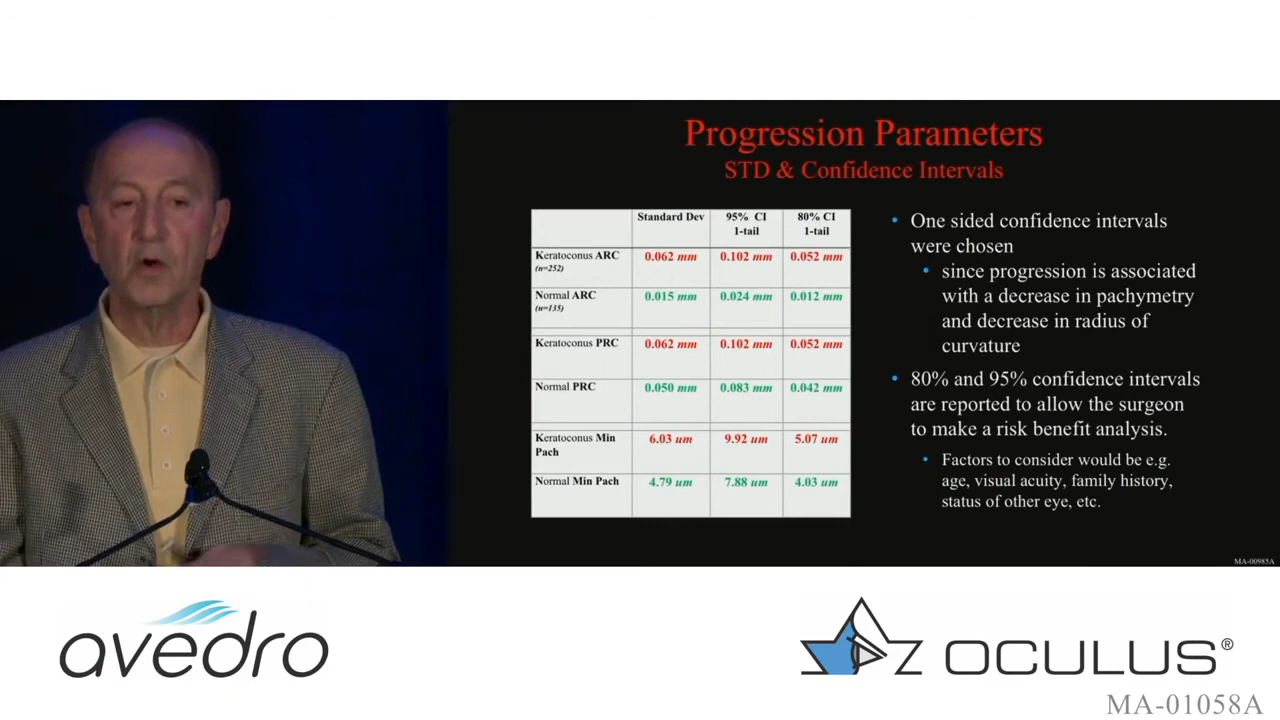 Progression Parameters
STD & Confidence Intervals
Standard Dev 95% CI 80% CI
1-tail 1-tail
Keratoconus ARC 0.062 mm 0.102 mm 0.052 mm
(n=252)
Normal ARC 0.015 mm 0.024 mm 0.012 mm
(n=135)
Keratoconus PRC 0.062 mm 0.102 mm 0.052 mm
Normal PRC 0.050 mm 0.083 mm 0.042 mm
Keratoconus Min 6.03 um 9.92 um 5.07 um
Pach
Normal Min Pach 4.79 um 7.88 um 4.03 um
• One sided confidence intervals
were chosen
• since progression is associated
with a decrease in pachymetry
and decrease in radius of
curvature
• 80% and 95% confidence intervals
are reported to allow the surgeon
to make a risk benefit analysis.
• Factors to consider would be e.g.
age, visual acuity, family history,
status of other eye, etc.
MA-00985A
avedro
OCULUS®
MA-01058A